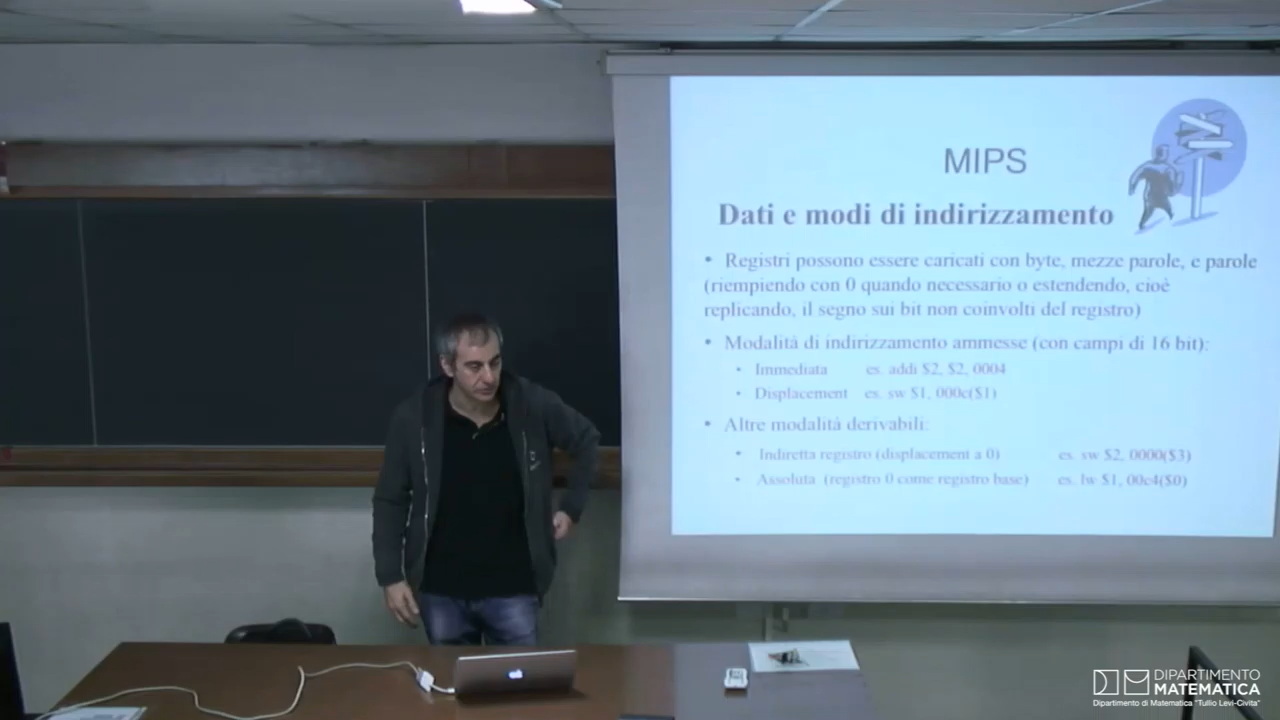 MIPS
Dati e modi di indirizzamento
• Registri possono essere caricati con byte, mezze parole, e parole
(riempiendo con 0 quando necessario o estendendo, cioè
replicando, il segno sui bit non coinvolti del registro)
• Modalità di indirizzamento ammesse (con campi di 16 bit):
• Immediata es. addi $2, $2, 0004
• Displacement es. sw $1, 000c($1)
• Altre modalità derivabili:
• Indiretta registro (displacement a 0) es. sw $2, 0000($3)
• Assoluta (registro 0 come registro base) es. lw $1, 00c4($0)
DIPARTIMENTO
MATEMATICA
Dipartimento di Matematica "Tullio Levi-Civita"